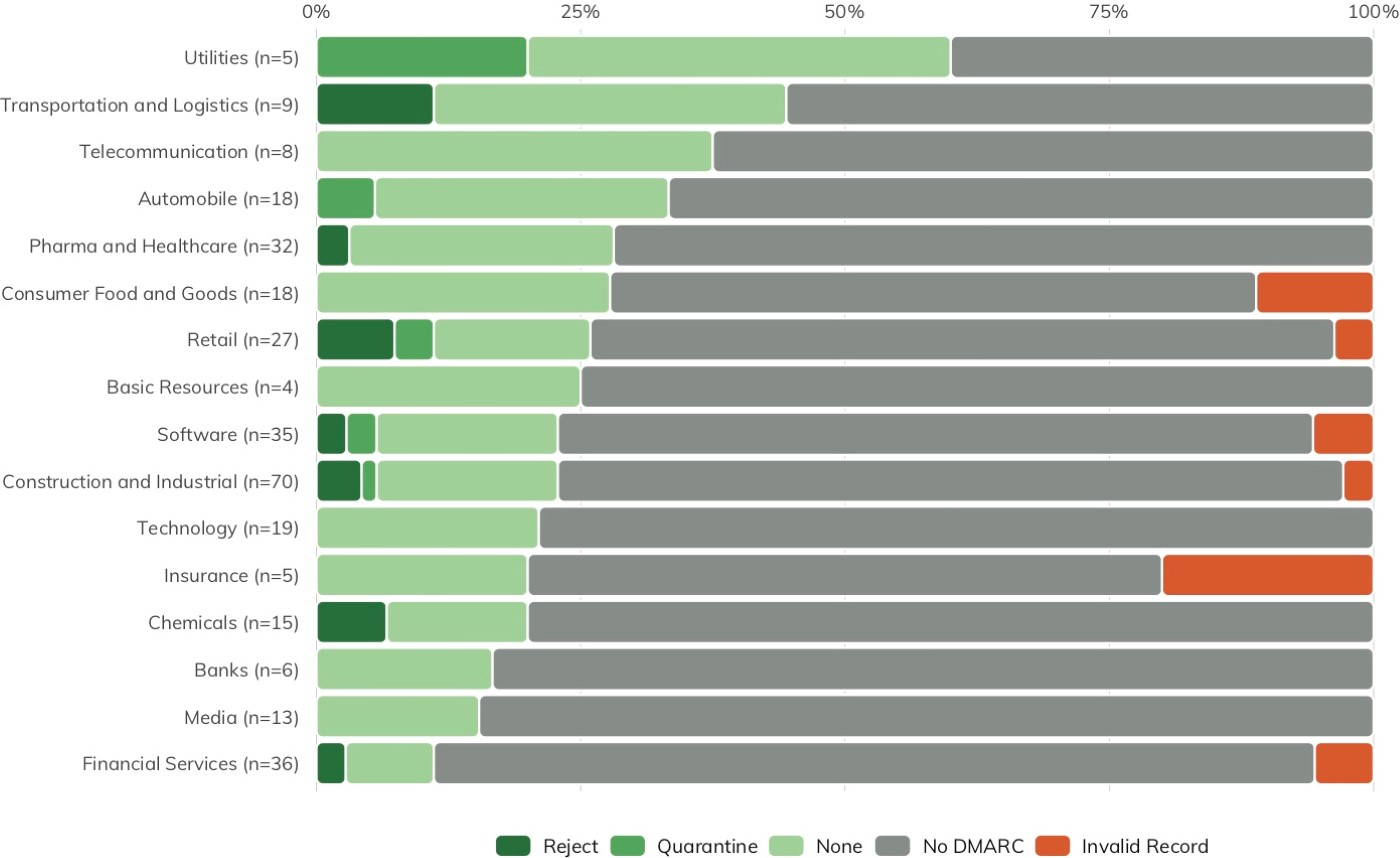 0% 25% 50% 75% 100%
Utilities (n=5)
Transportation and Logistics (n=9)
Telecommunication (n=8)
Automobile (n=18)
Pharma and Healthcare (n=32)
Consumer Food and Goods (n=18)
Retail (n=27)
Basic Resources (n=4)
Software (n=35)
Construction and Industrial (n=70)
Technology (n=19)
Insurance (n=5)
Chemicals (n=15)
Banks (n=6)
Media (n=13)
Financial Services (n=36)
Reject Quarantine None No DMARC Invalid Record